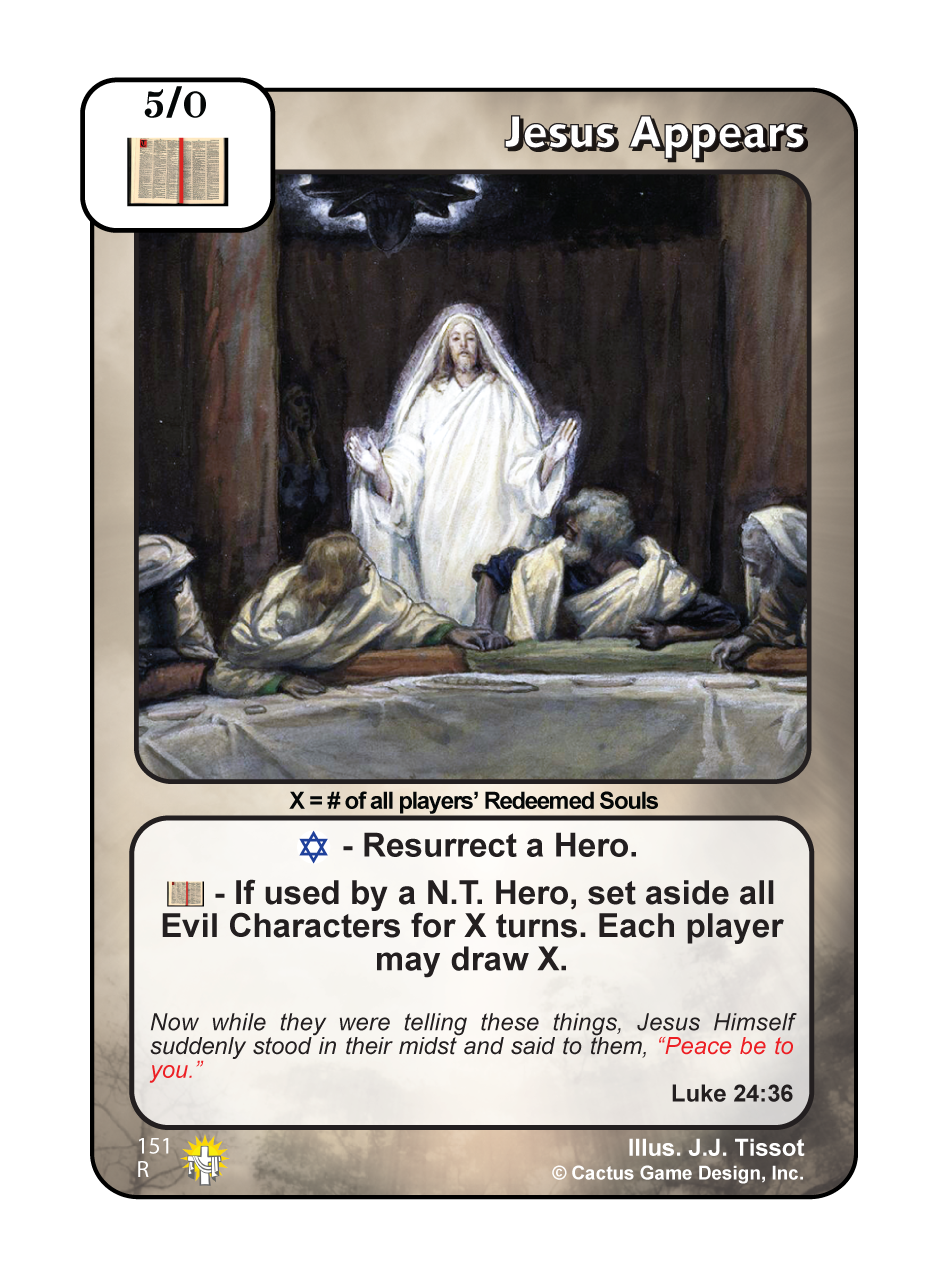 5/0
Jesus Appears
X = # of all players’ Redeemed Souls
- Resurrect a Hero.
- If used by a N.T. Hero, set aside all
Evil Characters for X turns. Each player
may draw X.
Now while they were telling these things, Jesus Himself
suddenly stood in their midst and said to them, “Peace be to
you.”
Luke 24:36
151
R
Illus. J.J. Tissot
© Cactus Game Design, Inc.